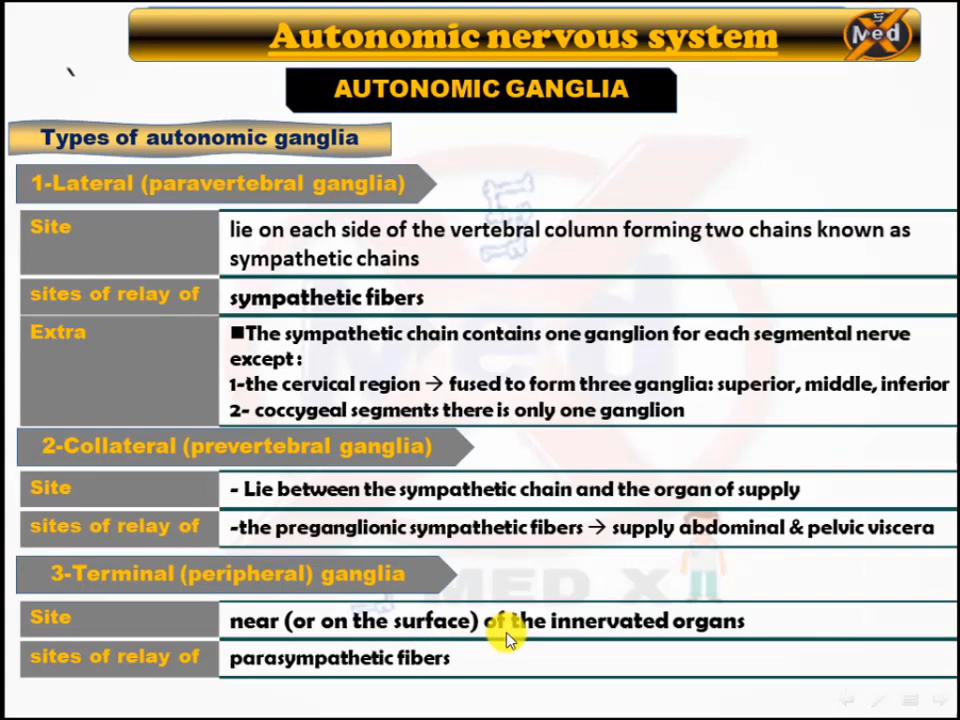 Autonomic nervous system
Med
AUTONOMIC GANGLIA
Types of autonomic ganglia
1-Lateral (paravertebral ganglia)
Site
lie on each side of the vertebral column forming two chains known as
sympathetic chains
sites of relay of
sympathetic fibers
Extra
■The sympathetic chain contains one ganglion for each segmental nerve
except :
1-the cervical region → fused to form three ganglia: superior, middle, inferior
2- coccygeal segments there is only one ganglion
2-Collateral (prevertebral ganglia)
Site
- Lie between the sympathetic chain and the organ of supply
sites of relay of
-the preganglionic sympathetic fibers → supply abdominal & pelvic viscera
3-Terminal (peripheral) ganglia
MED X
Site
near (or on the surface) of the innervated organs
sites of relay of
parasympathetic fibers